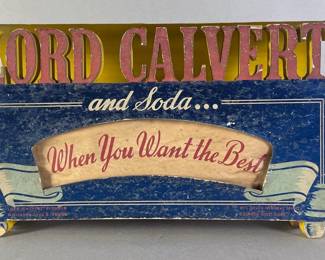 LORD CALVERT
and Soda...
When You Want the Best